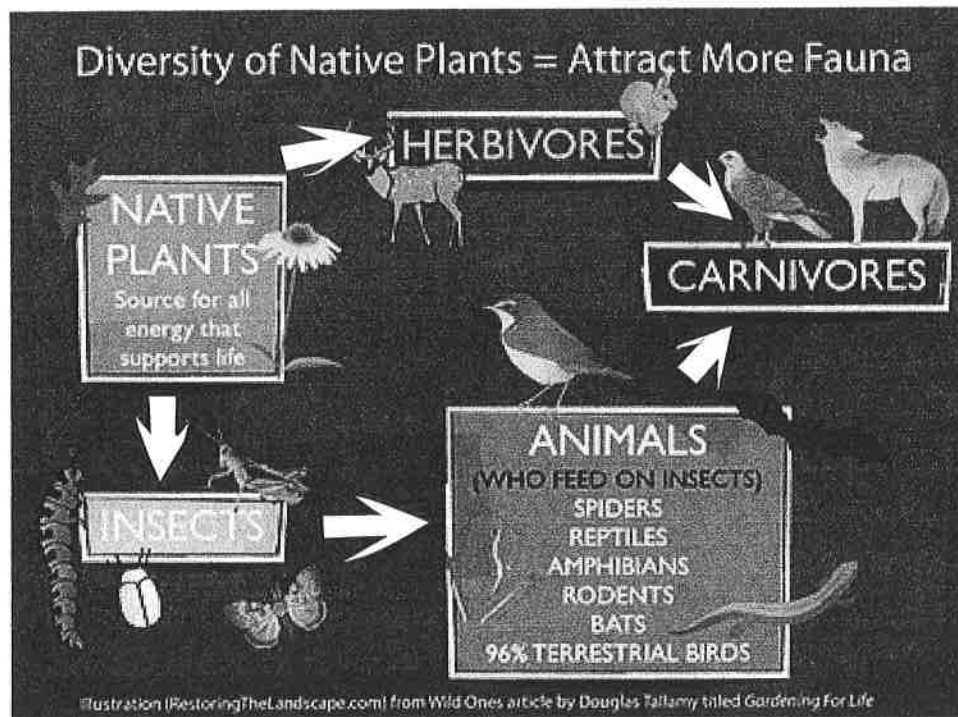 Diversity of Native Plants = Attract More Fauna
HERBIVORES
NATIVE
PLANTS
Source for all
energy that
supports life
CARNIVORES
INSECTS
ANIMALS
(WHO FEED ON INSECTS)
SPIDERS
REPTILES
AMPHIBIANS
RODENTS
BATS
96% TERRESTRIAL BIRDS
Illustration (RestoringTheLandscape.com) from Wild Ones article by Douglas Tallamy titled Gardening For Life